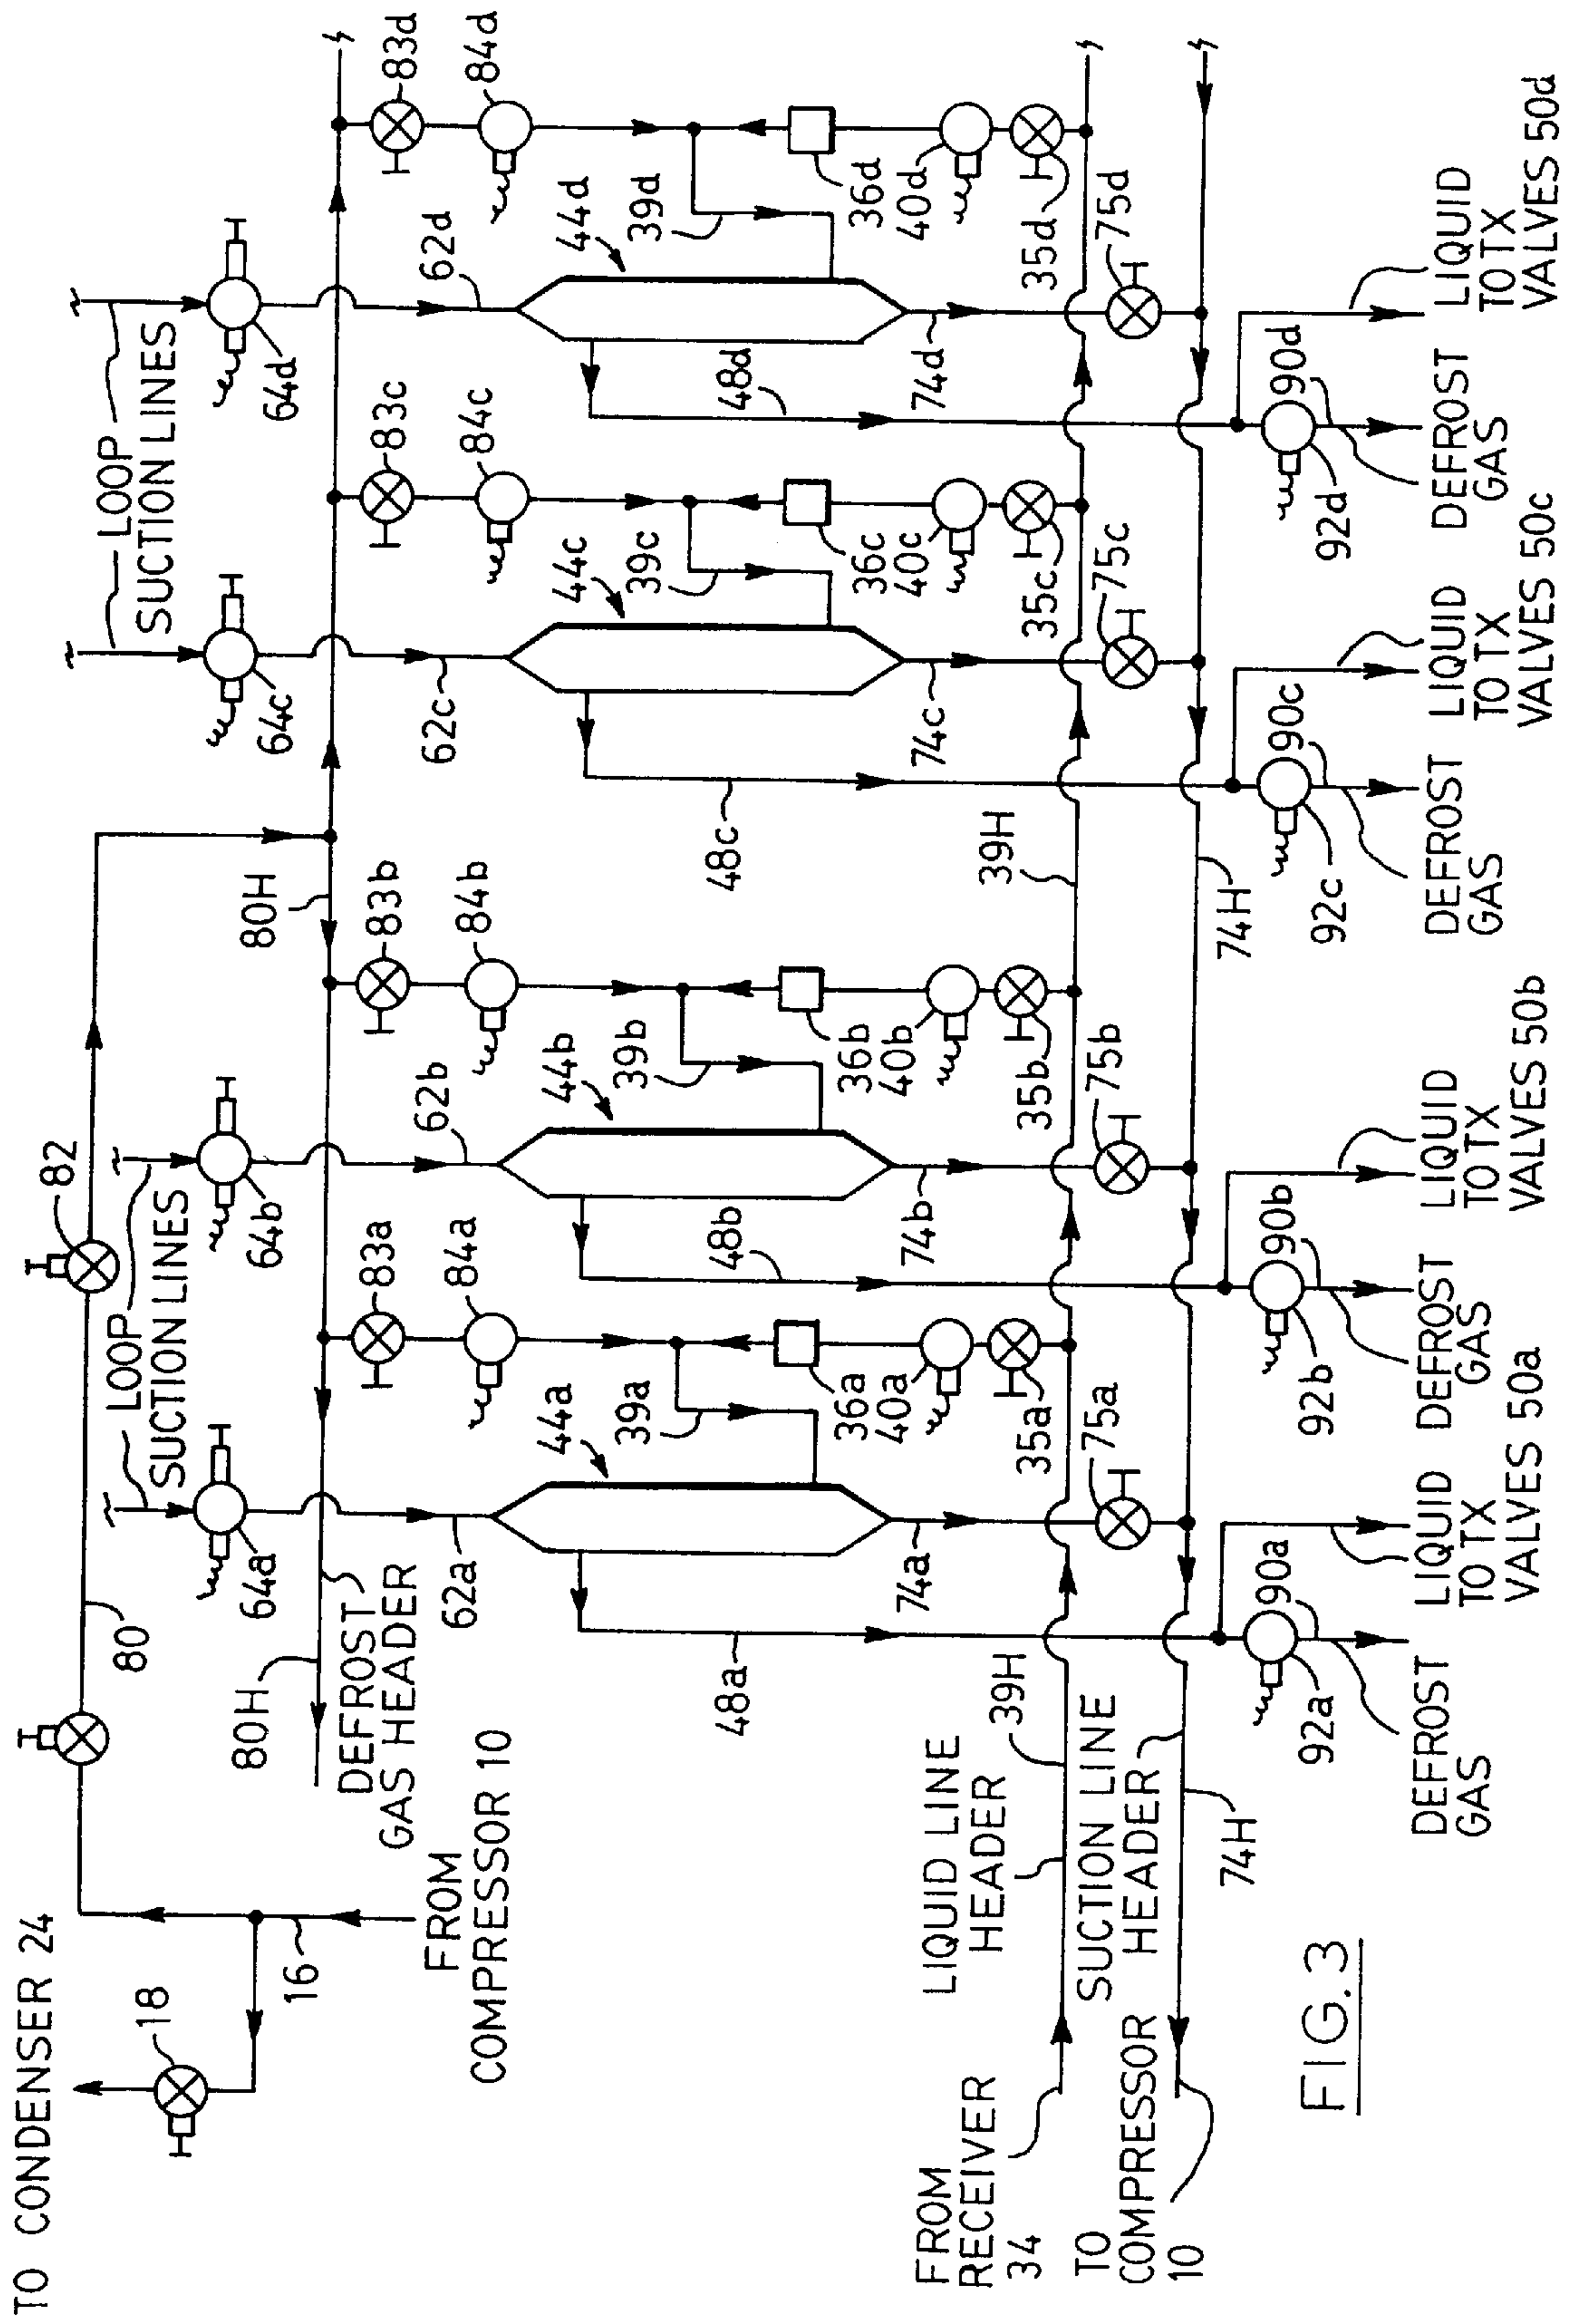 TO CONDENSER 24
18
16
FROM
COMPRESSOR 10
80
82
80H
DEFROST
GAS HEADER
80H
LOOP
SUCTION LINES
LOOP
SUCTION LINES
64a
64b
64c
64d
83a
83b
83c
83d
84a
84b
84c
84d
62a
62b
62c
62d
44a
44b
44c
44d
39a
39b
39c
39d
36a
36b
36c
36d
40a
40b
40c
40d
48a
48b
48c
48d
74a
74b
74c
74d
35a
35b
35c
35d
75a
75b
75c
75d
FROM
RECEIVER
34
LIQUID LINE
HEADER
39H
39H
TO
COMPRESSOR
10
SUCTION LINE
HEADER
74H
74H
92a
90a
92b
90b
92c
90c
92d
90d
DEFROST
GAS
LIQUID
TO TX
VALVES 50a
DEFROST
GAS
LIQUID
TO TX
VALVES 50b
DEFROST
GAS
LIQUID
TO TX
VALVES 50c
DEFROST
GAS
LIQUID
TO TX
VALVES 50d
FIG. 3